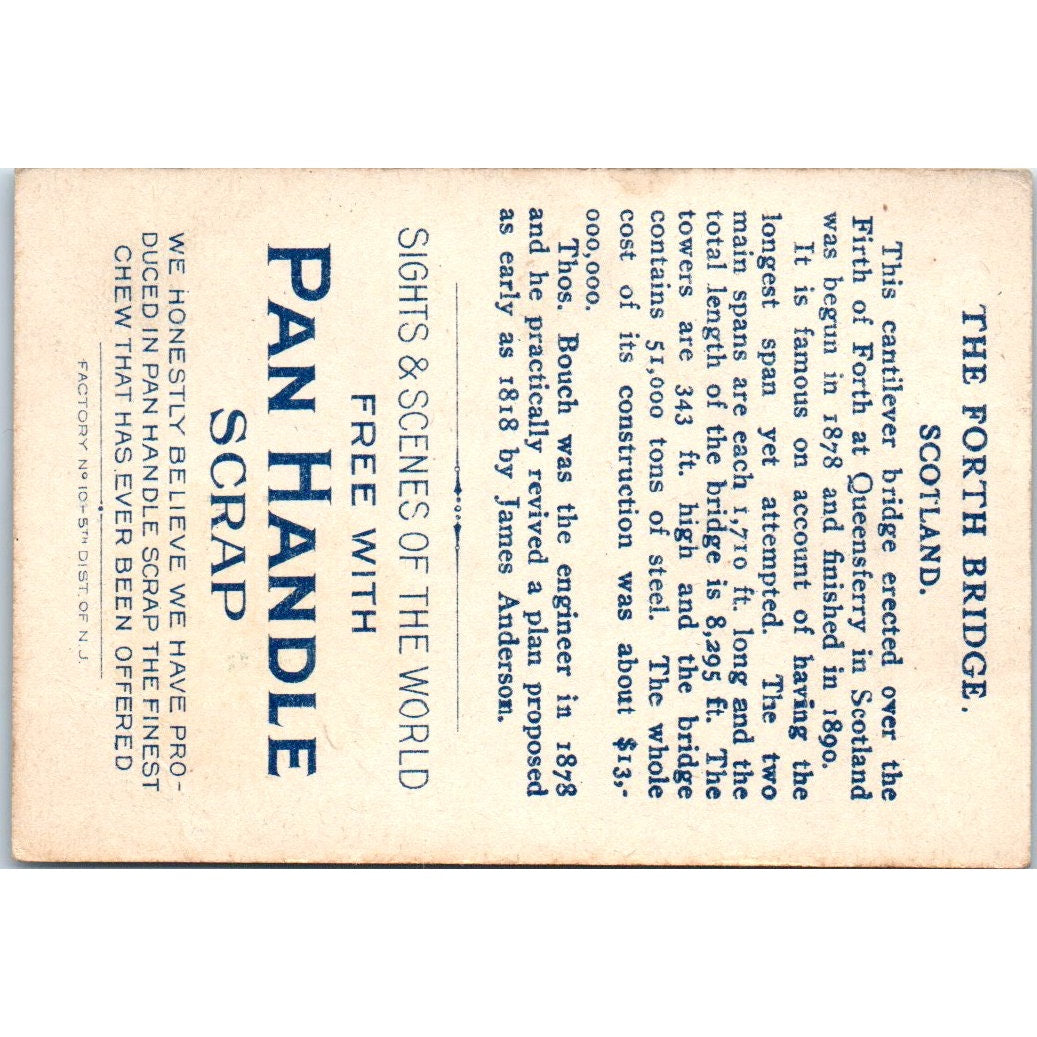 THE FORTH BRIDGE,
SCOTLAND.
This cantilever bridge erected over the
Firth of Forth at Queensferry in Scotland
was begun in 1878 and finished in 1890.
It is famous on account of having the
longest span yet attempted. The two
main spans are each 1,710 ft. long and the
total length of the bridge is 8,295 ft. The
towers are 343 ft. high and the bridge
contains 51,000 tons of steel. The whole
cost of its construction was about $13,-
000,000.
Thos. Bouch was the engineer in 1878
and he practically revived a plan proposed
as early as 1818 by James Anderson.
SIGHTS & SCENES OF THE WORLD
FREE WITH
PAN HANDLE
SCRAP
WE HONESTLY BELIEVE WE HAVE PRO-
DUCED IN PAN HANDLE SCRAP THE FINEST
CHEW THAT HAS EVER BEEN OFFERED
FACTORY Nº 10-5TH DIST. OF N.J.